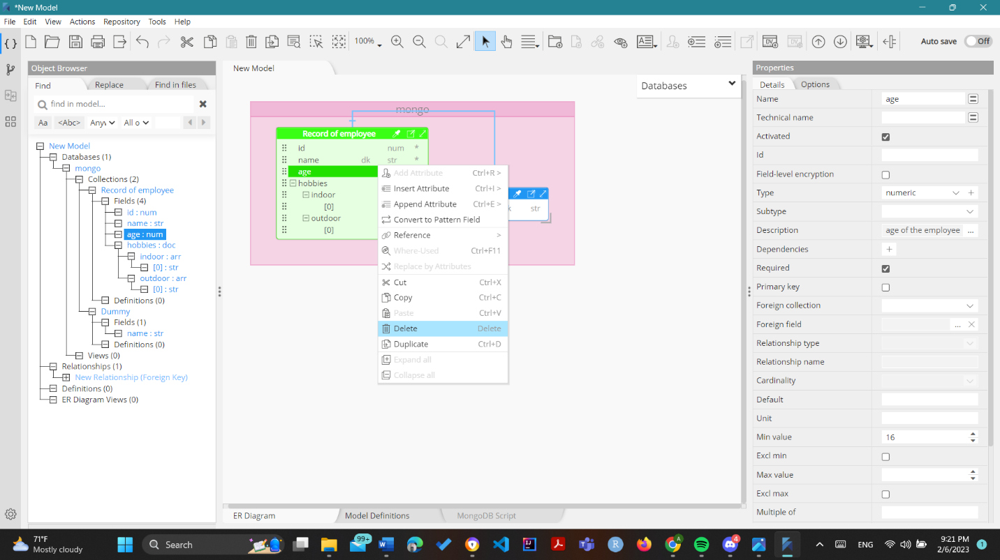 *New Model
File Edit View Actions Repository Tools Help
100%
Auto save Off
Object Browser
Find Replace Find in files
find in model...
Aa <Abc> Any All o
New Model
Databases (1)
mongo
Collections (2)
Record of employee
Fields (4)
id : num
name : str
age : num
hobbies : doc
indoor : arr
[0] : str
outdoor : arr
[0] : str
Definitions (0)
Dummy
Fields (1)
name : str
Definitions (0)
Views (0)
Relationships (1)
New Relationship (Foreign Key)
Definitions (0)
ER Diagram Views (0)
New Model
Databases
mongo
Record of employee
id num *
name dk str *
age
hobbies
indoor
[0]
outdoor
[0]
str
Add Attribute Ctrl+R >
Insert Attribute Ctrl+I >
Append Attribute Ctrl+E >
Convert to Pattern Field
Reference >
Where-Used Ctrl+F11
Replace by Attributes
Cut Ctrl+X
Copy Ctrl+C
Paste Ctrl+V
Delete Delete
Duplicate Ctrl+D
Expand all
Collapse all
ER Diagram Model Definitions MongoDB Script
Properties
Details Options
Name age
Technical name
Activated
Id
Field-level encryption
Type numeric
Subtype
Description age of the employee ...
Dependencies +
Required
Primary key
Foreign collection
Foreign field ...
Relationship type
Relationship name
Cardinality
Default
Unit
Min value 16
Excl min
Max value
Excl max
Multiple of
71°F
Mostly cloudy
Search
99+
4
ENG
9:21 PM
2/6/2023
1